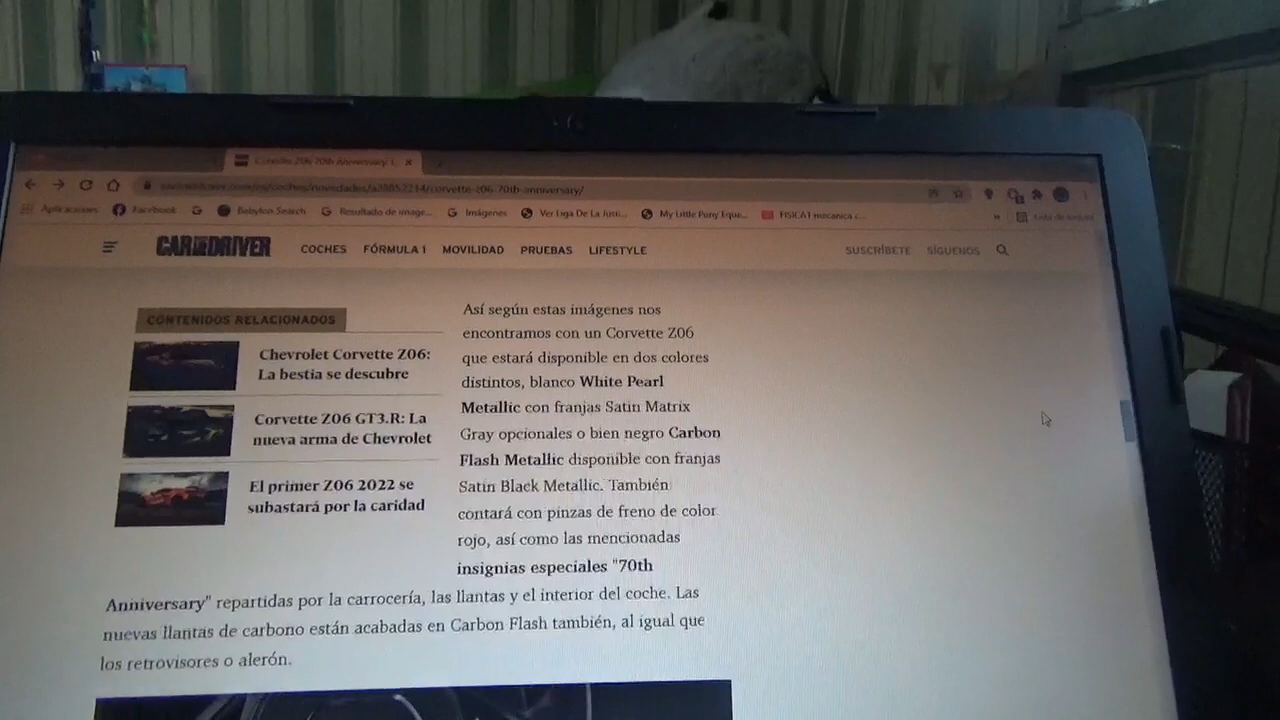 Corvette Z06 70th Anniversary:
/coches/novedades/a38852214/corvette-z06-70th-anniversary/
Aplicaciones Facebook Babylon Search Resultado de image... Imágenes Ver Liga De La Justi... My Little Pony Eque... FISICA1 mecanica c... » Lista de lectura
CAR AND DRIVER COCHES FÓRMULA 1 MOVILIDAD PRUEBAS LIFESTYLE SUSCRÍBETE SÍGUENOS
CONTENIDOS RELACIONADOS
Chevrolet Corvette Z06:
La bestia se descubre
Corvette Z06 GT3.R: La
nueva arma de Chevrolet
El primer Z06 2022 se
subastará por la caridad
Así según estas imágenes nos
encontramos con un Corvette Z06
que estará disponible en dos colores
distintos, blanco White Pearl
Metallic con franjas Satin Matrix
Gray opcionales o bien negro Carbon
Flash Metallic disponible con franjas
Satin Black Metallic. También
contará con pinzas de freno de color
rojo, así como las mencionadas
insignias especiales "70th
Anniversary" repartidas por la carrocería, las llantas y el interior del coche. Las
nuevas llantas de carbono están acabadas en Carbon Flash también, al igual que
los retrovisores o alerón.